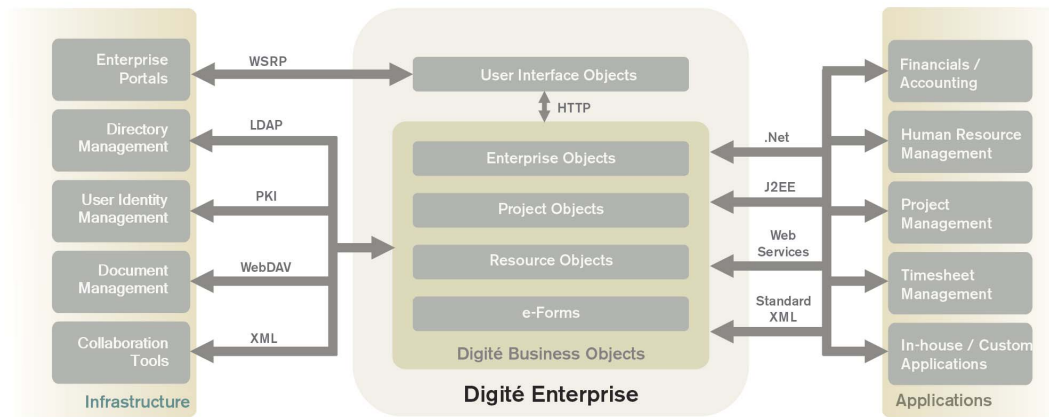 Enterprise
Portals
Directory
Management
User Identity
Management
Document
Management
Collaboration
Tools
Infrastructure
WSRP
LDAP
PKI
WebDAV
XML
User Interface Objects
HTTP
Enterprise Objects
Project Objects
Resource Objects
e-Forms
Digité Business Objects
Digité Enterprise
.Net
J2EE
Web
Services
Standard
XML
Financials /
Accounting
Human Resource
Management
Project
Management
Timesheet
Management
In-house / Custom
Applications
Applications